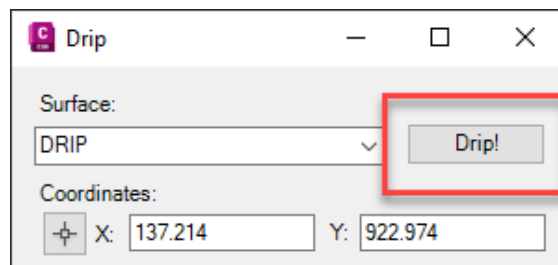 Drip
Surface:
DRIP
Drip!
Coordinates:
X: 137.214 Y: 922.974